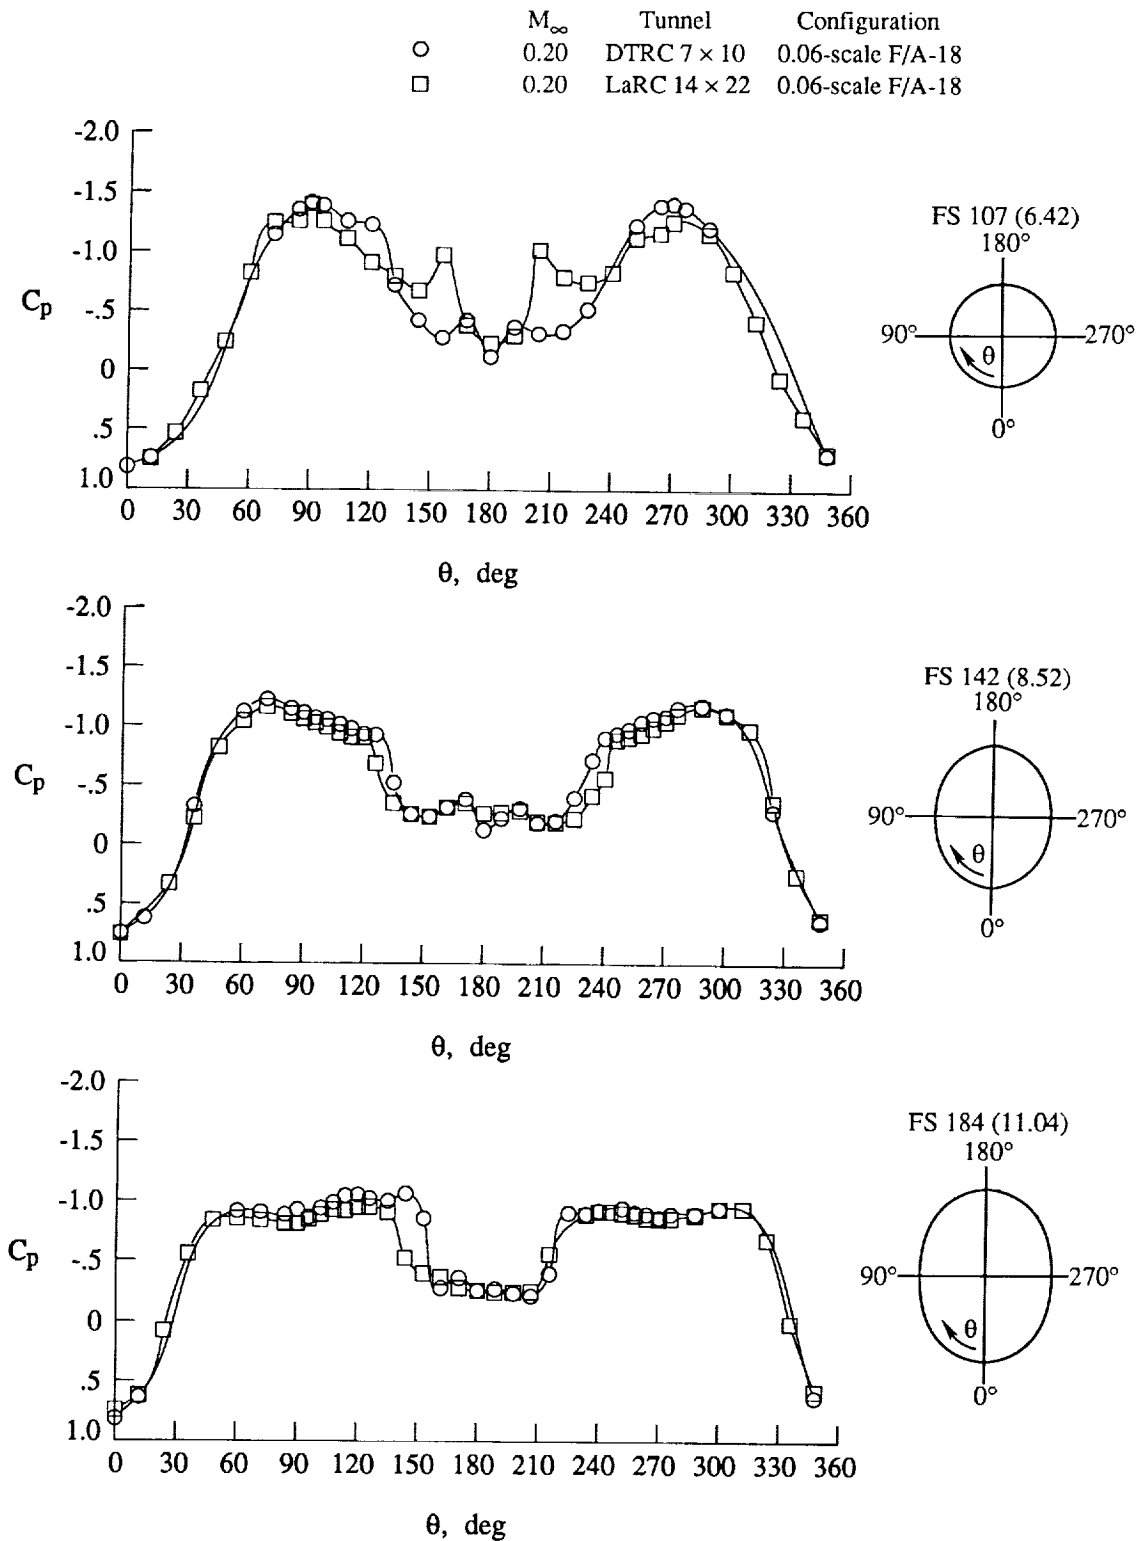 M∞ Tunnel Configuration
0.20 DTRC 7 × 10 0.06-scale F/A-18
0.20 LaRC 14 × 22 0.06-scale F/A-18
-2.0
-1.5
-1.0
-.5
0
.5
1.0
Cp
0 30 60 90 120 150 180 210 240 270 300 330 360
θ, deg
FS 107 (6.42)
180°
90° 270°
θ
0°
-2.0
-1.5
-1.0
-.5
0
.5
1.0
Cp
0 30 60 90 120 150 180 210 240 270 300 330 360
θ, deg
FS 142 (8.52)
180°
90° 270°
θ
0°
-2.0
-1.5
-1.0
-.5
0
.5
1.0
Cp
0 30 60 90 120 150 180 210 240 270 300 330 360
θ, deg
FS 184 (11.04)
180°
90° 270°
θ
0°